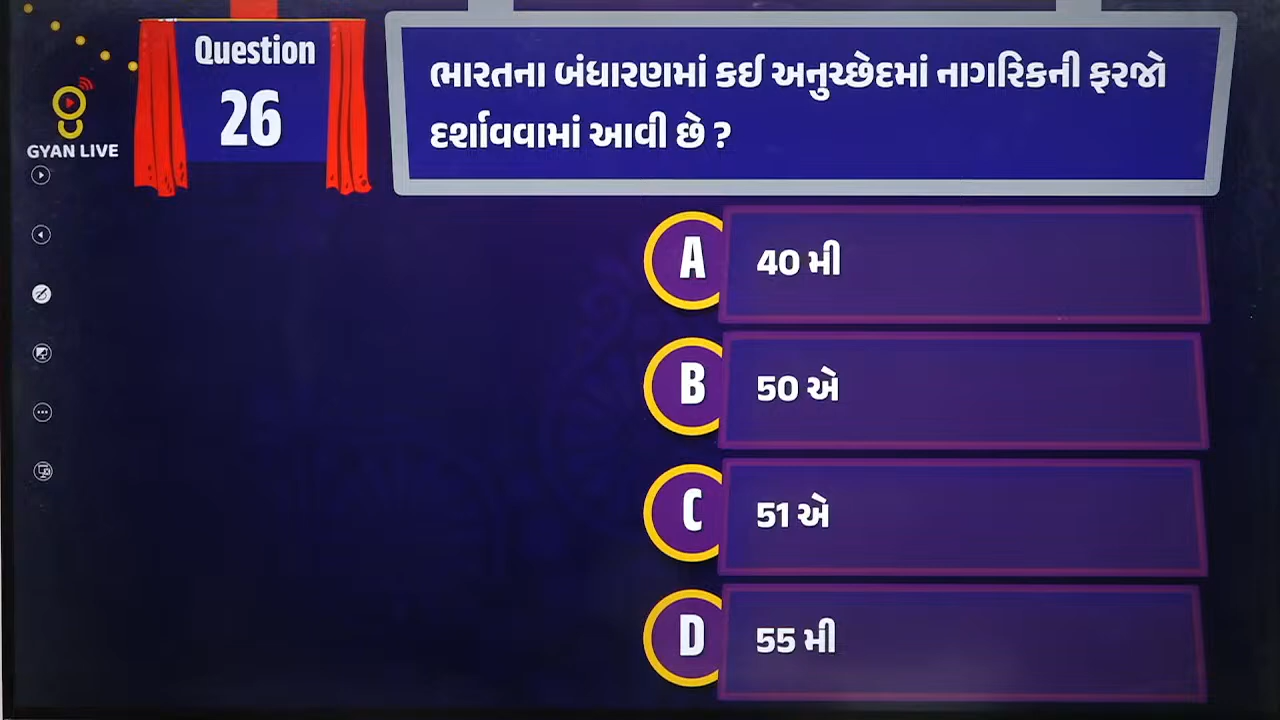 Question
26
ભારતના બંધારણમાં કઈ અનુચ્છેદમાં નાગરિકની ફરજો
દર્શાવવામાં આવી છે ?
GYAN LIVE
A 40 મી
B 50 એ
C 51 એ
D 55 મી